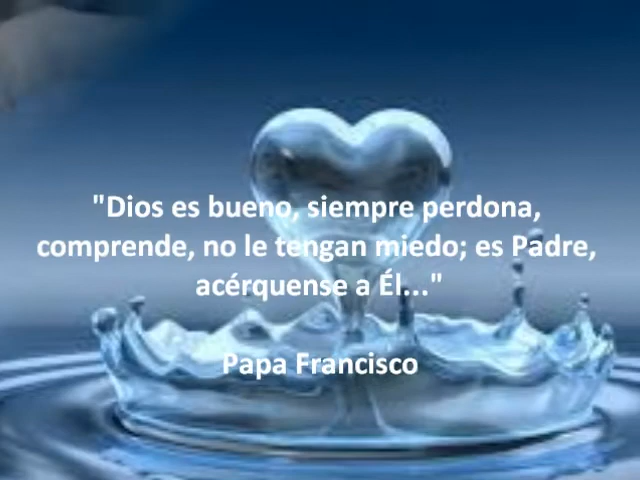 "Dios es bueno, siempre perdona,
comprende, no le tengan miedo; es Padre,
acérquense a Él..."
Papa Francisco